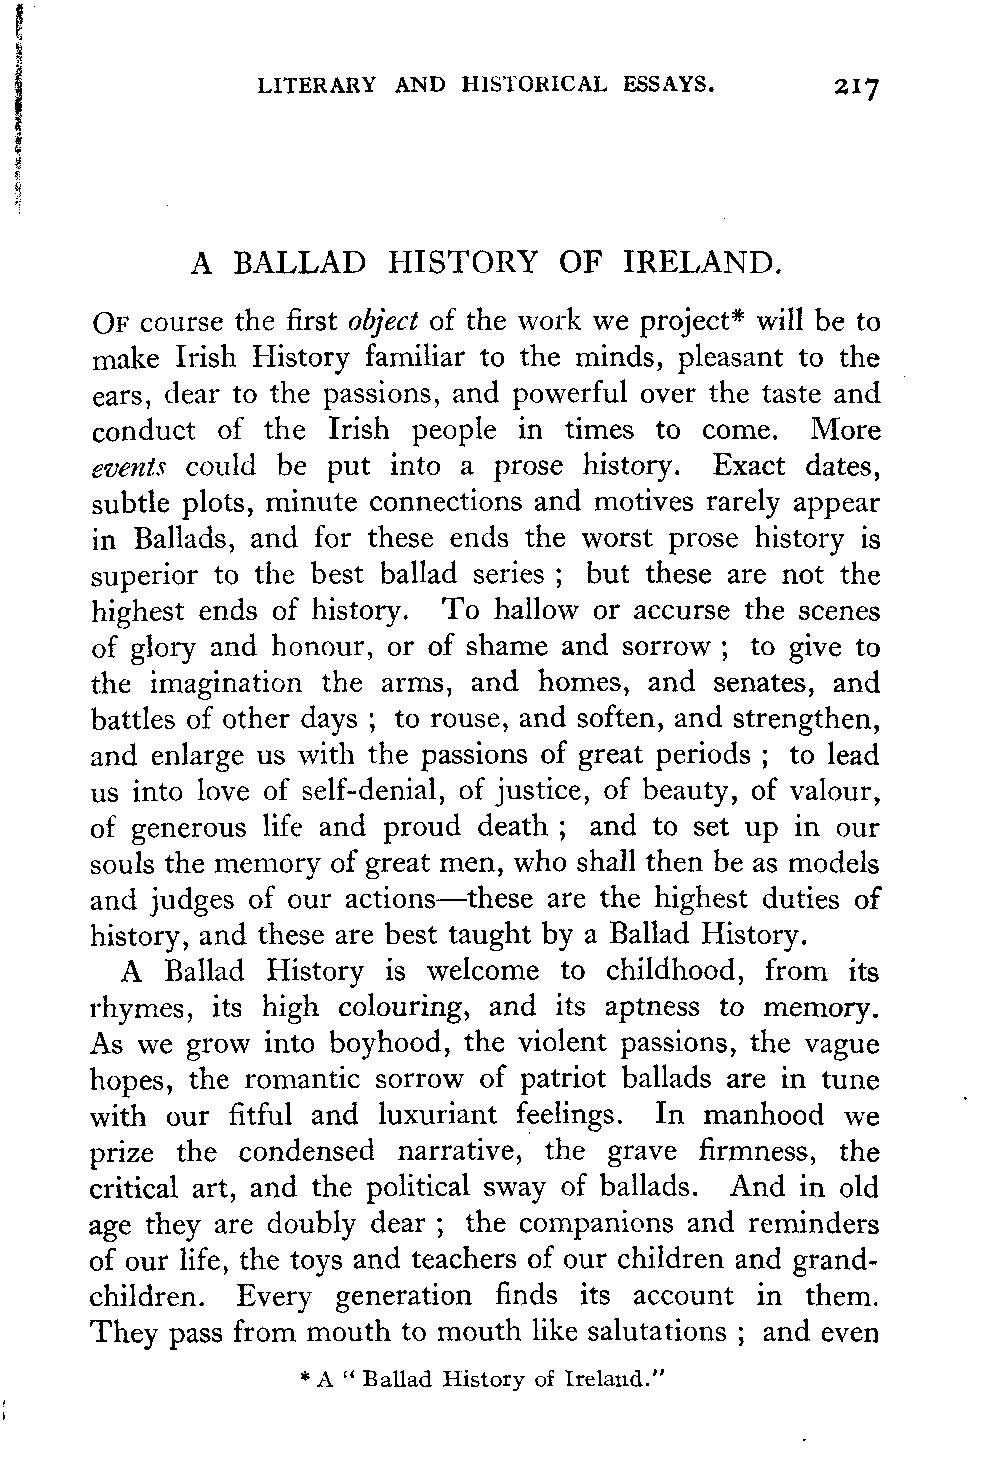 LITERARY AND HISTORICAL ESSAYS. 217
A BALLAD HISTORY OF IRELAND.
OF course the first object of the work we project* will be to
make Irish History familiar to the minds, pleasant to the
ears, dear to the passions, and powerful over the taste and
conduct of the Irish people in times to come. More
events could be put into a prose history. Exact dates,
subtle plots, minute connections and motives rarely appear
in Ballads, and for these ends the worst prose history is
superior to the best ballad series ; but these are not the
highest ends of history. To hallow or accurse the scenes
of glory and honour, or of shame and sorrow ; to give to
the imagination the arms, and homes, and senates, and
battles of other days ; to rouse, and soften, and strengthen,
and enlarge us with the passions of great periods ; to lead
us into love of self-denial, of justice, of beauty, of valour,
of generous life and proud death ; and to set up in our
souls the memory of great men, who shall then be as models
and judges of our actions—these are the highest duties of
history, and these are best taught by a Ballad History.
A Ballad History is welcome to childhood, from its
rhymes, its high colouring, and its aptness to memory.
As we grow into boyhood, the violent passions, the vague
hopes, the romantic sorrow of patriot ballads are in tune
with our fitful and luxuriant feelings. In manhood we
prize the condensed narrative, the grave firmness, the
critical art, and the political sway of ballads. And in old
age they are doubly dear ; the companions and reminders
of our life, the toys and teachers of our children and grand-
children. Every generation finds its account in them.
They pass from mouth to mouth like salutations ; and even
* A “ Ballad History of Ireland.”